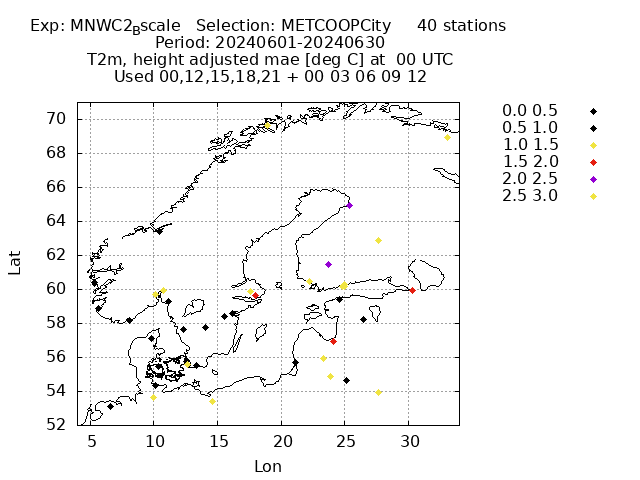 Exp: MNWC2_Bscale Selection: METCOOPCity 40 stations
Period: 20240601-20240630
T2m, height adjusted mae [deg C] at 00 UTC
Used 00,12,15,18,21 + 00 03 06 09 12
0.0 0.5
0.5 1.0
1.0 1.5
1.5 2.0
2.0 2.5
2.5 3.0
70
68
66
64
62
60
58
56
54
52
Lat
5 10 15 20 25 30
Lon